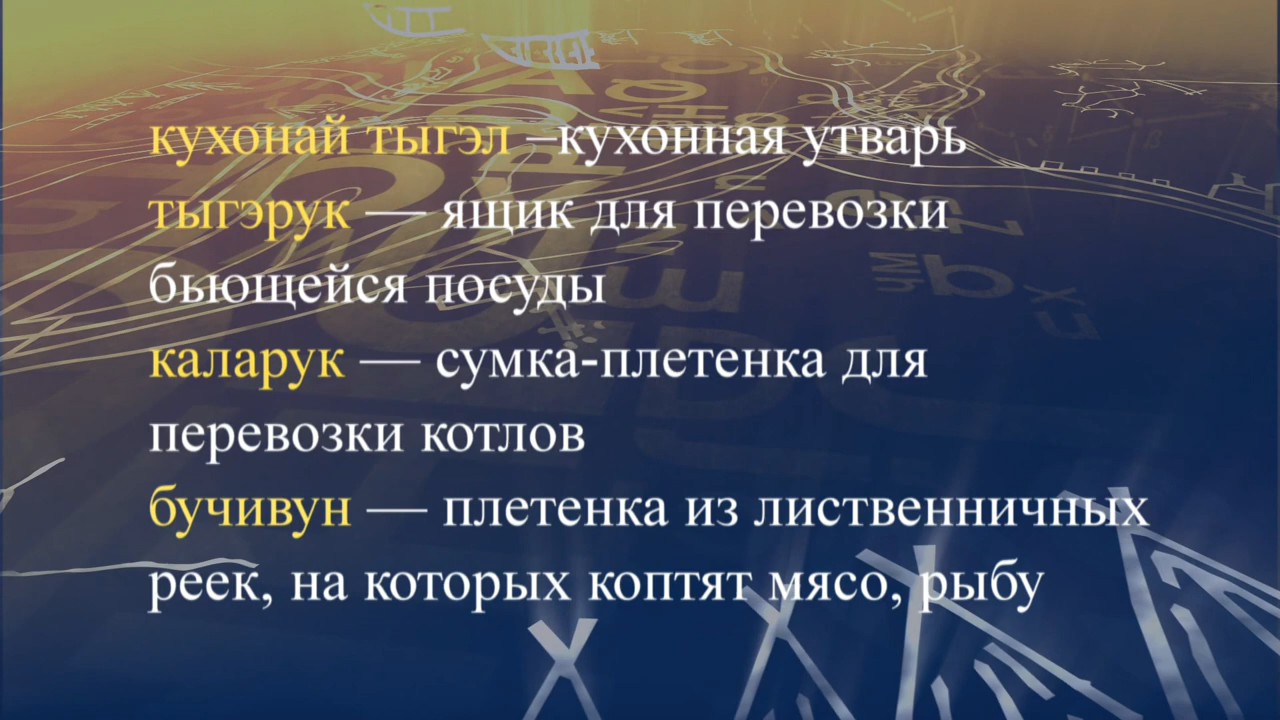 кухонай тыгэл –кухонная утварь
тыгэрук — ящик для перевозки
бьющейся посуды
каларук — сумка-плетенка для
перевозки котлов
бучивун — плетенка из лиственничных
реек, на которых коптят мясо, рыбу